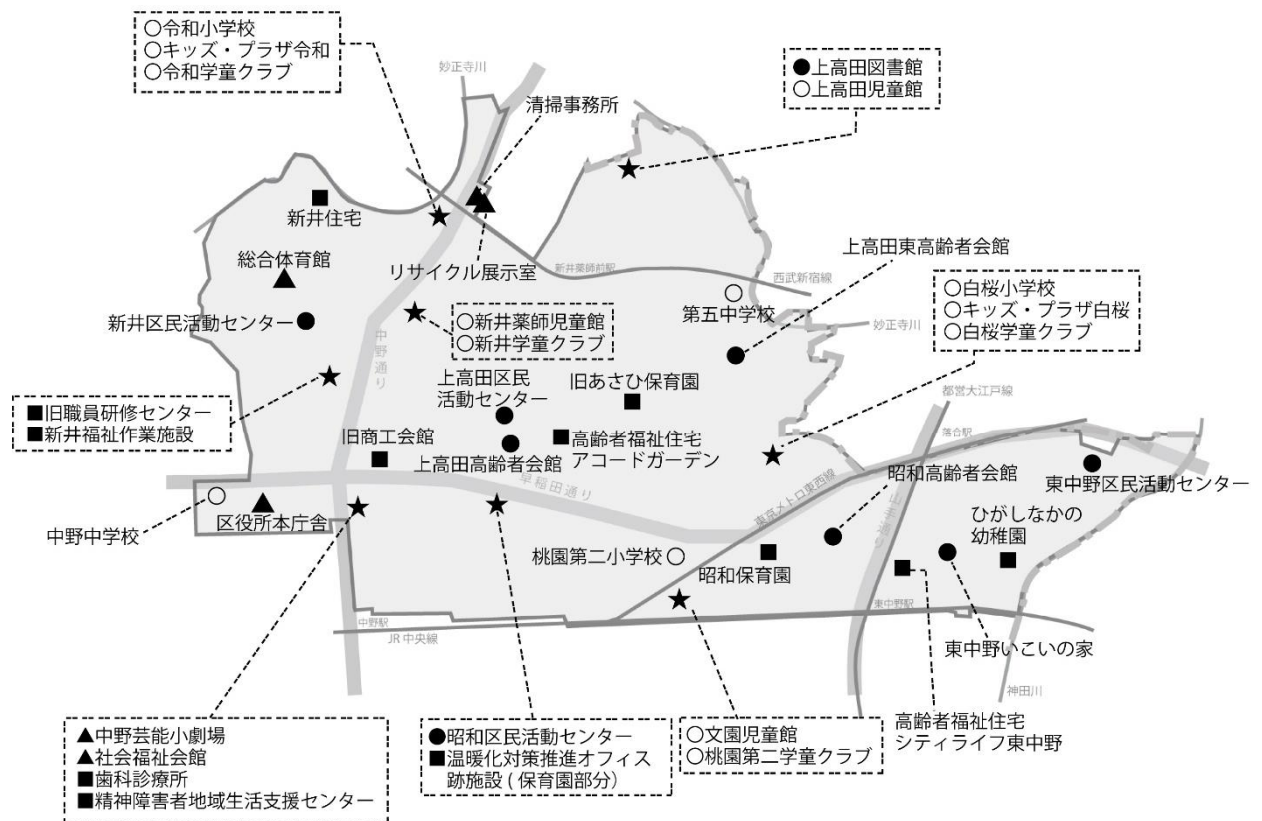 ○令和小学校
○キッズ・プラザ令和
○令和学童クラブ
妙正寺川
●上高田図書館
○上高田児童館
清掃事務所
新井住宅
総合体育館
リサイクル展示室
新井薬師前駅
西武新宿線
上高田東高齢者会館
○白桜小学校
○キッズ・プラザ白桜
○白桜学童クラブ
第五中学校
妙正寺川
新井区民活動センター
○新井薬師児童館
○新井学童クラブ
中野通り
上高田区民
活動センター
旧あさひ保育園
都営大江戸線
■旧職員研修センター
■新井福祉作業施設
旧商工会館
上高田高齢者会館
高齢者福祉住宅
アコードガーデン
落合駅
昭和高齢者会館
東中野区民活動センター
早稲田通り
東京メトロ東西線
山手通り
中野中学校
区役所本庁舎
桃園第二小学校
昭和保育園
ひがしなかの
幼稚園
中野駅
JR中央線
東中野駅
東中野いこいの家
神田川
▲中野芸能小劇場
▲社会福祉会館
■歯科診療所
■精神障害者地域生活支援センター
●昭和区民活動センター
■温暖化対策推進オフィス
跡施設(保育園部分)
○文園児童館
○桃園第二学童クラブ
高齢者福祉住宅
シティライフ東中野